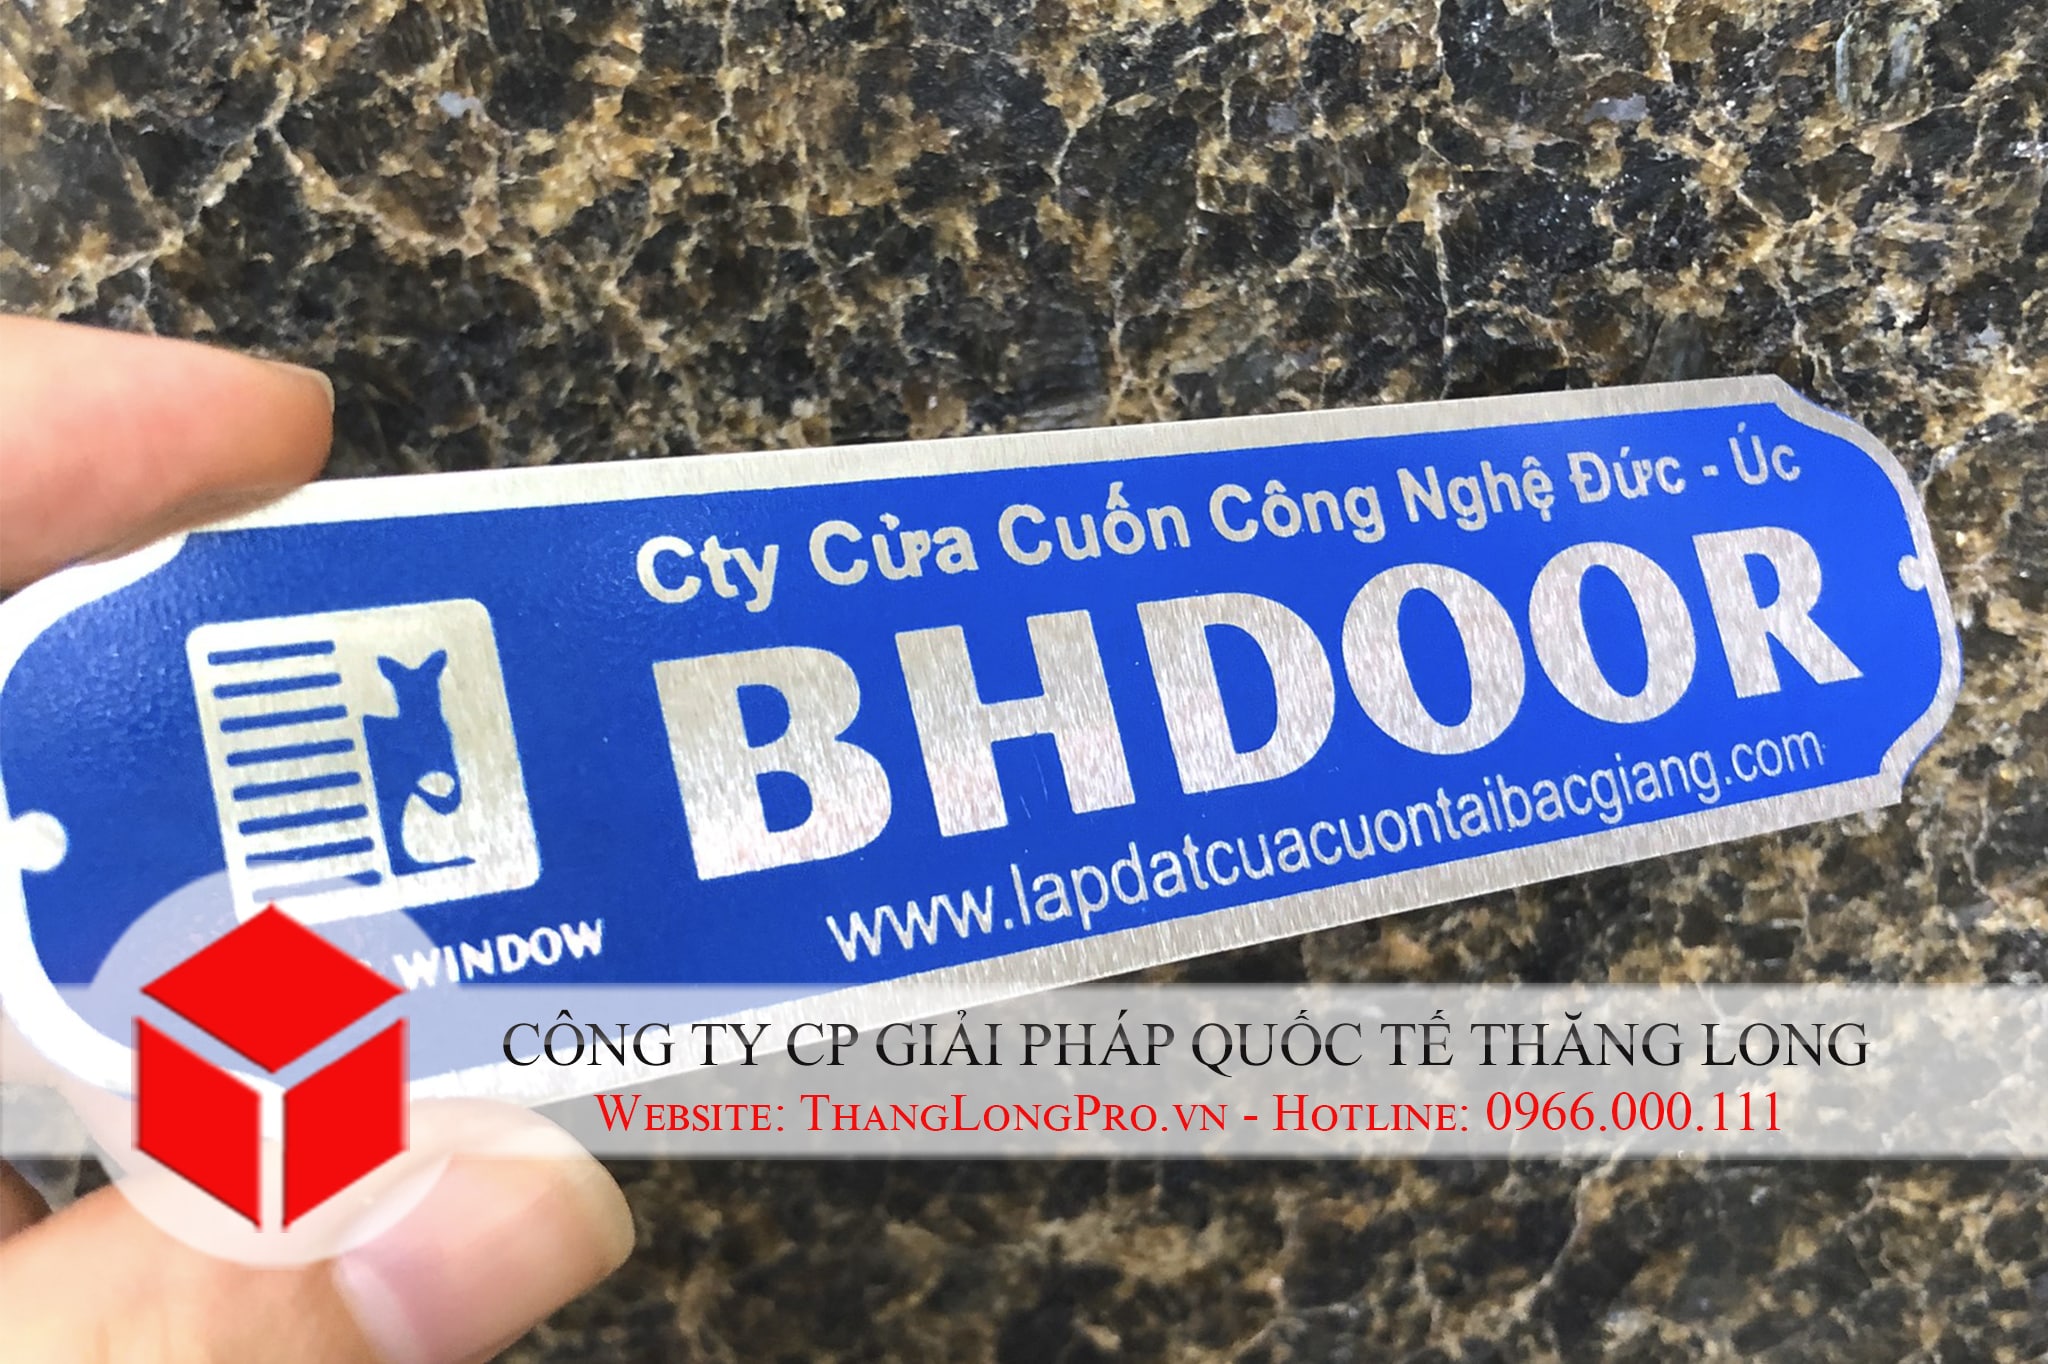 Cty Cửa Cuốn Công Nghệ Đức - Úc
BHDOOR
www.lapdatcuacuontaibacgiang.com
WINDOW
CÔNG TY CP GIẢI PHÁP QUỐC TẾ THĂNG LONG
WEBSITE: THANGLONGPRO.VN - HOTLINE: 0966.000.111